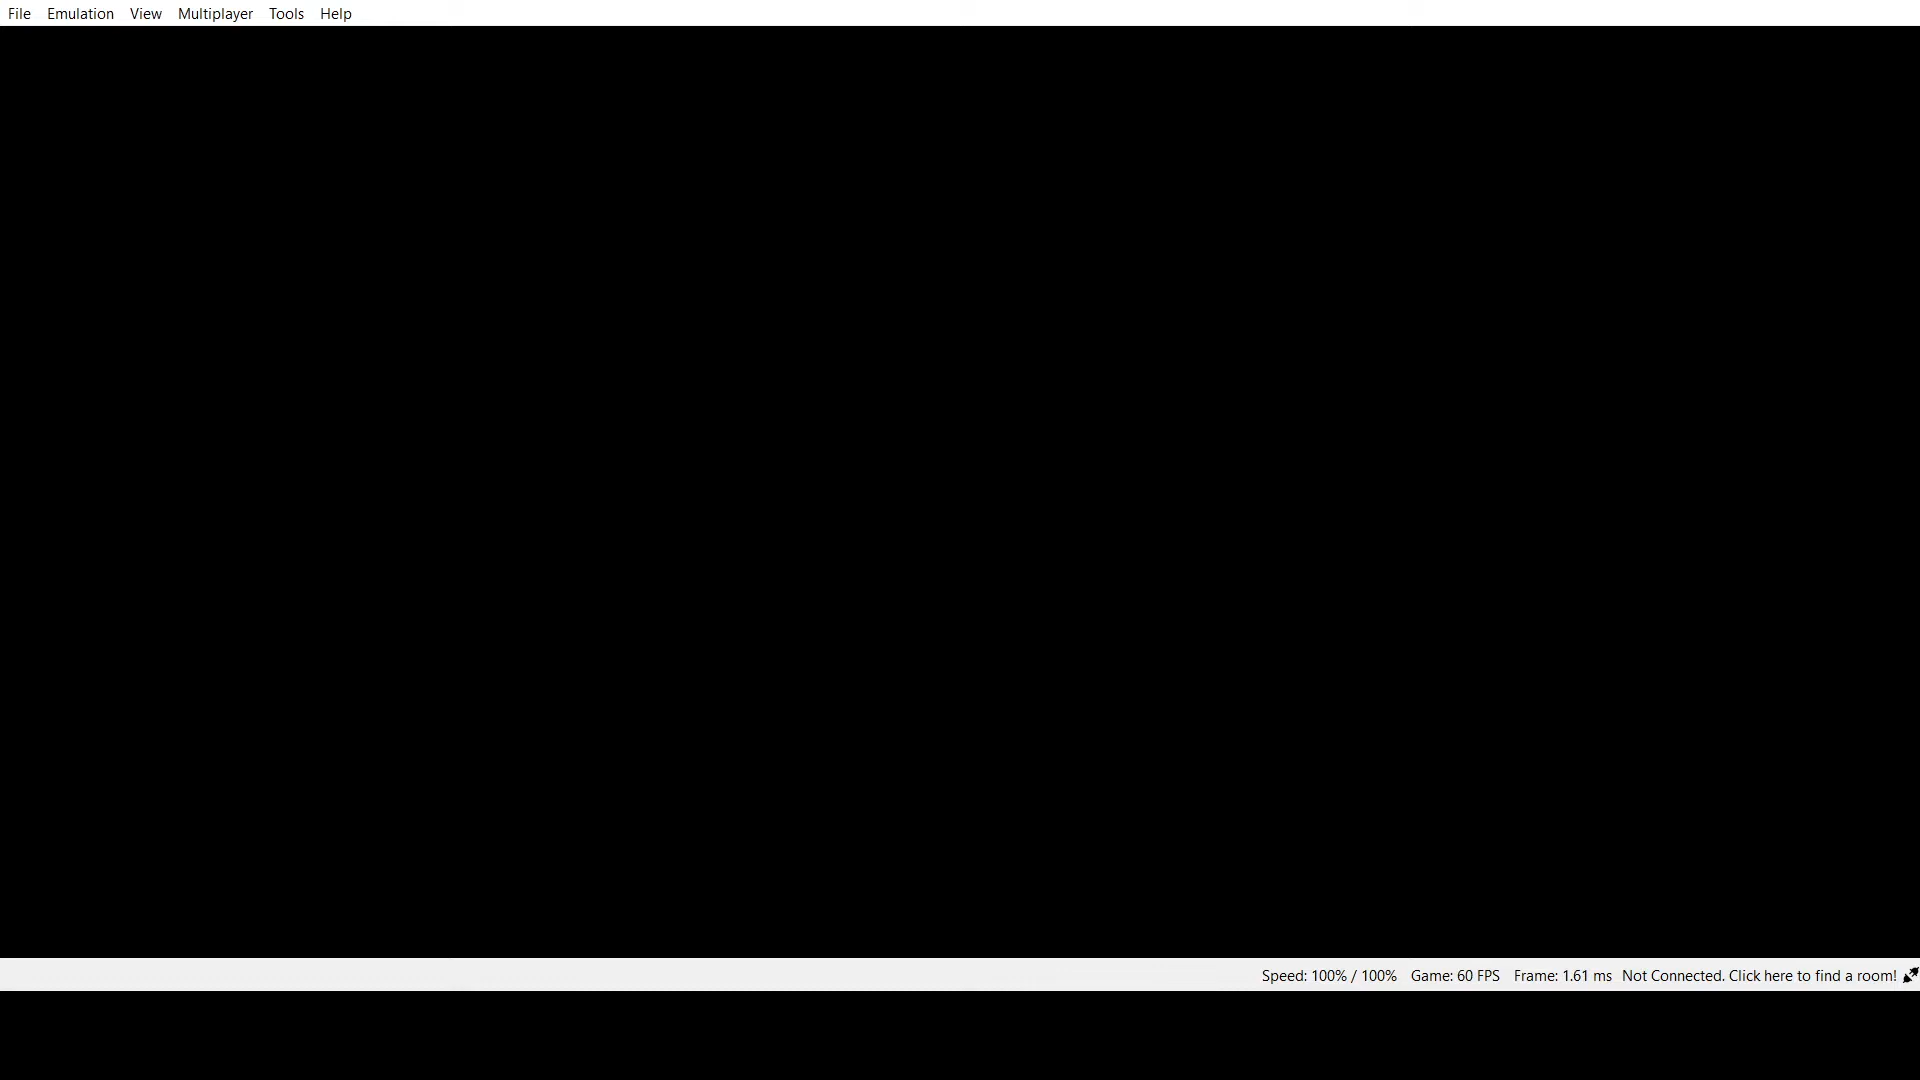 File Emulation View Multiplayer Tools Help
Speed: 100% / 100% Game: 60 FPS Frame: 1.61 ms Not Connected. Click here to find a room!